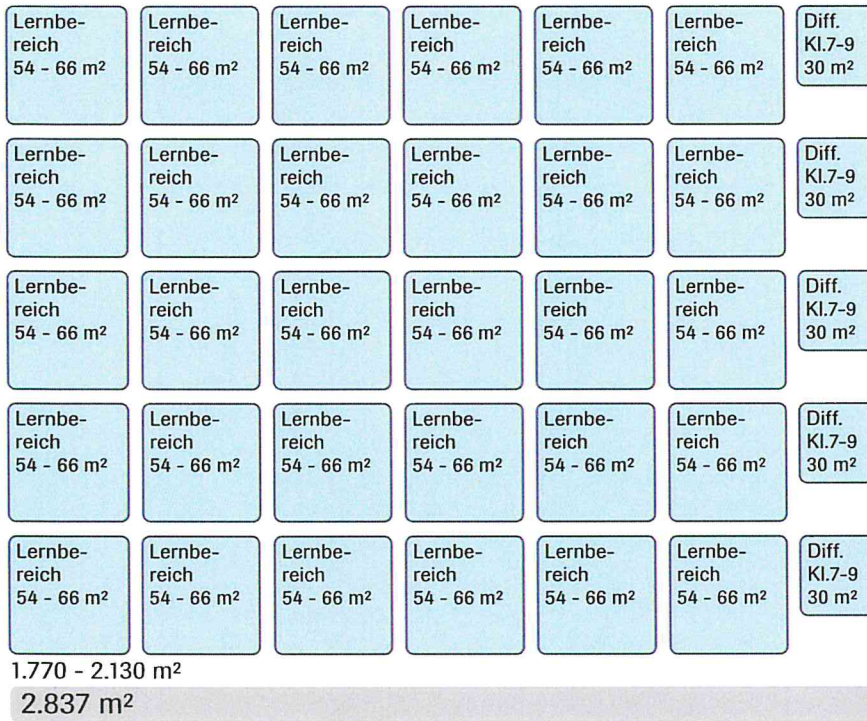 Lernbe- Lernbe- Lernbe- Lernbe- Lernbe- Lernbe- Diff.
reich reich reich reich reich reich Kl.7-9
54 - 66 m² 54 - 66 m² 54 - 66 m² 54 - 66 m² 54 - 66 m² 54 - 66 m² 30 m²
Lernbe- Lernbe- Lernbe- Lernbe- Lernbe- Lernbe- Diff.
reich reich reich reich reich reich Kl.7-9
54 - 66 m² 54 - 66 m² 54 - 66 m² 54 - 66 m² 54 - 66 m² 54 - 66 m² 30 m²
Lernbe- Lernbe- Lernbe- Lernbe- Lernbe- Lernbe- Diff.
reich reich reich reich reich reich Kl.7-9
54 - 66 m² 54 - 66 m² 54 - 66 m² 54 - 66 m² 54 - 66 m² 54 - 66 m² 30 m²
Lernbe- Lernbe- Lernbe- Lernbe- Lernbe- Lernbe- Diff.
reich reich reich reich reich reich Kl.7-9
54 - 66 m² 54 - 66 m² 54 - 66 m² 54 - 66 m² 54 - 66 m² 54 - 66 m² 30 m²
Lernbe- Lernbe- Lernbe- Lernbe- Lernbe- Lernbe- Diff.
reich reich reich reich reich reich Kl.7-9
54 - 66 m² 54 - 66 m² 54 - 66 m² 54 - 66 m² 54 - 66 m² 54 - 66 m² 30 m²
1.770 - 2.130 m²
2.837 m²